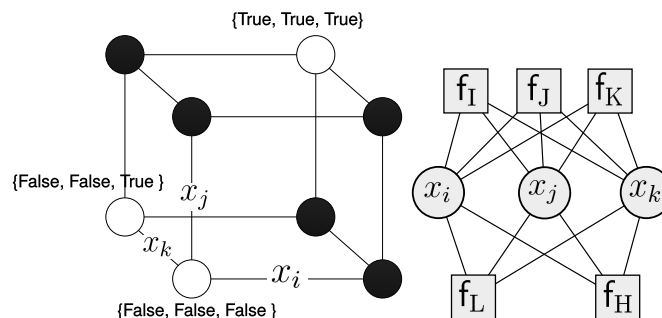 {True, True, True}
{False, False, True }
x_j
x_k
x_i
{False, False, False }
f_I f_J f_K
x_i x_j x_k
f_L f_H